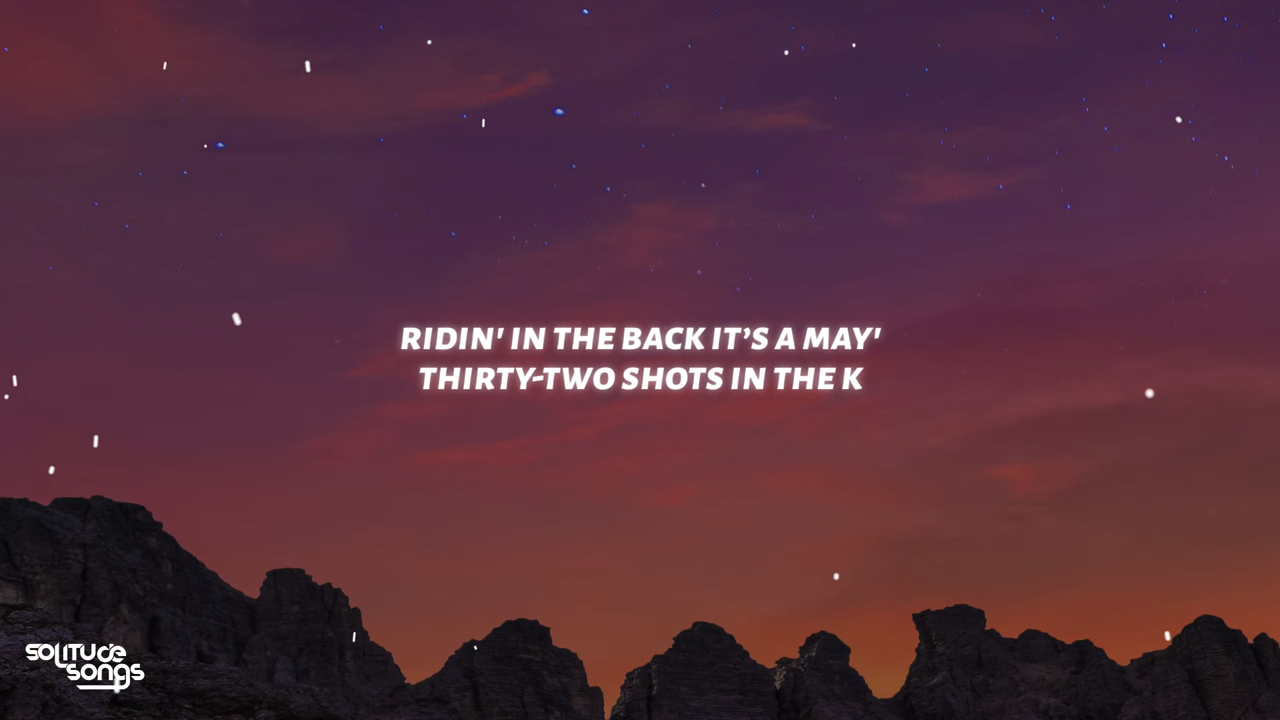 RIDIN' IN THE BACK IT’S A MAY'
THIRTY-TWO SHOTS IN THE K
SOLITUDE
SONGS